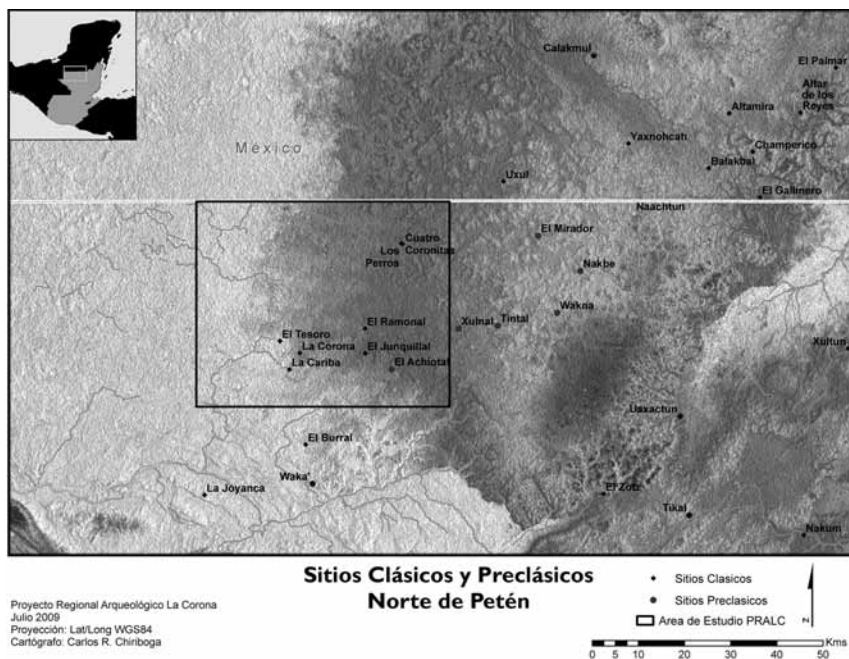 Calakmul
El Palmar
Altar
de los
Reyes
Altamira
México
Yaxnohcah
Champerico
Balakbal
Uxul
El Gallinero
Naachtun
El Mirador
Cuatro
Los Coronitas
Perros
Nakbe
Wakna
El Ramonal
Xulnal
Tintal
El Tesoro
La Corona
El Junquillal
Xultun
La Cariba
El Achiotal
Uaxactun
El Burral
Waka'
La Joyanca
El Zotz
Tikal
Nakum
Sitios Clásicos y Preclásicos
Norte de Petén
Sitios Clasicos
Sitios Preclasicos
Area de Estudio PRALC
N
Proyecto Regional Arqueológico La Corona
Julio 2009
Proyección: Lat/Long WGS84
Cartógrafo: Carlos R. Chiriboga
Kms
0 5 10 20 30 40 50